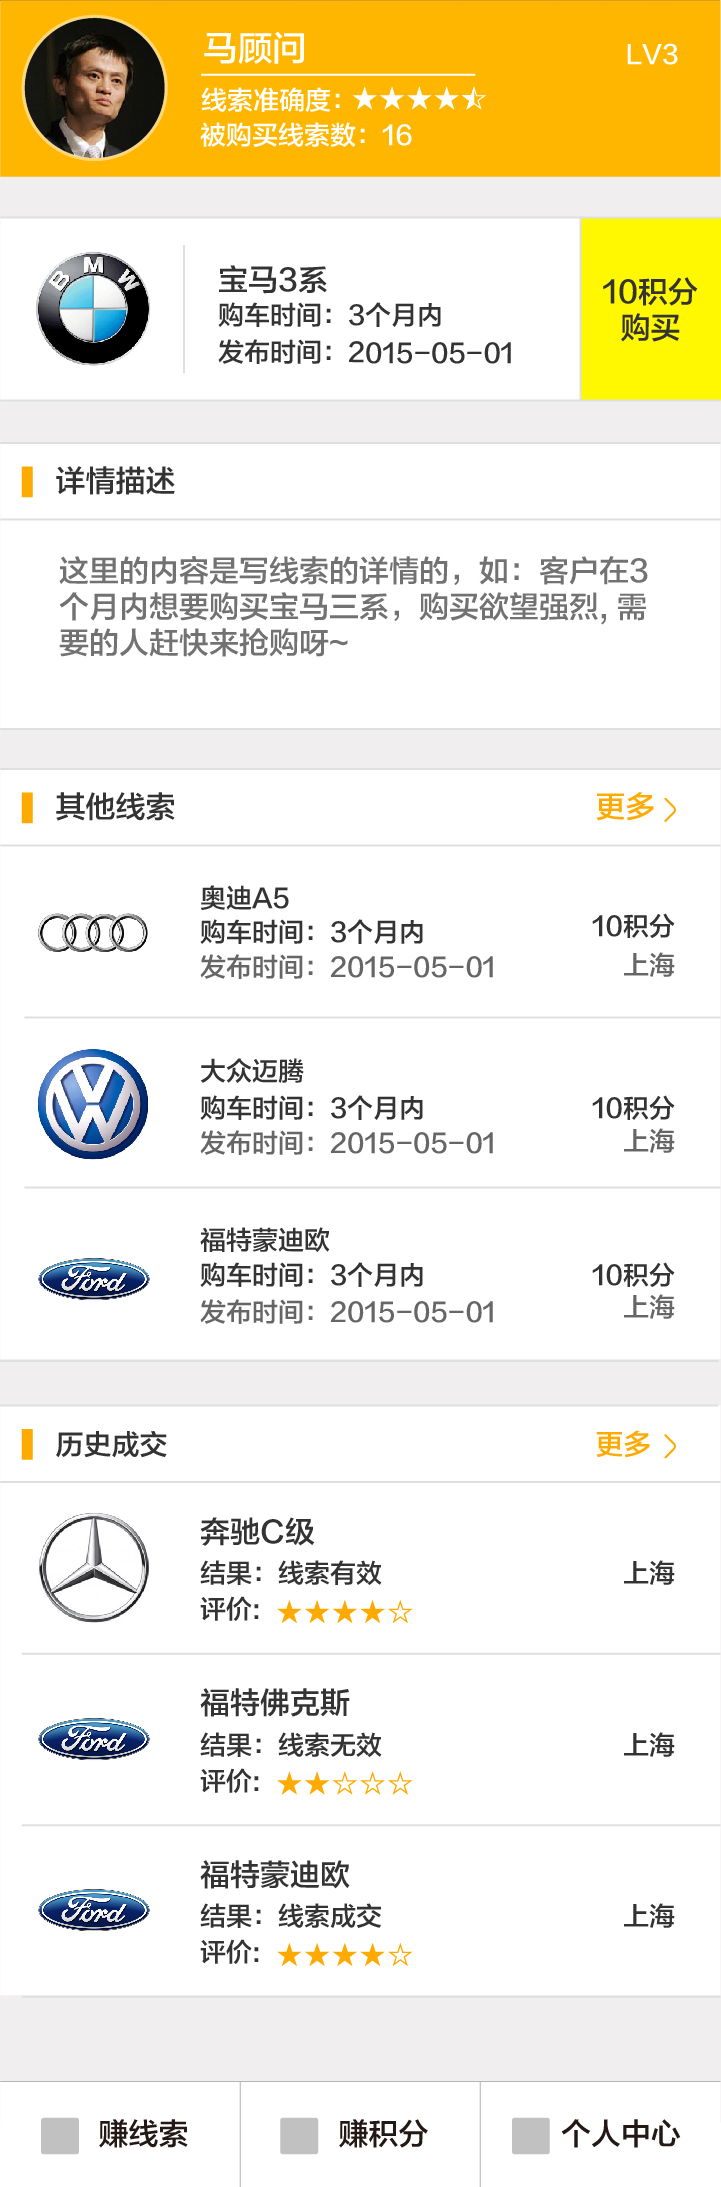 马顾问
LV3
线索准确度：★★★★⯪
被购买线索数：16
BMW
宝马3系
购车时间：3个月内
发布时间：2015-05-01
10积分
购买
详情描述
这里的内容是写线索的详情的，如：客户在3
个月内想要购买宝马三系，购买欲望强烈, 需
要的人赶快来抢购呀~
其他线索
更多 >
奥迪A5
购车时间：3个月内
发布时间：2015-05-01
10积分
上海
大众迈腾
购车时间：3个月内
发布时间：2015-05-01
10积分
上海
Ford
福特蒙迪欧
购车时间：3个月内
发布时间：2015-05-01
10积分
上海
历史成交
更多 >
奔驰C级
结果：线索有效
评价：★★★★☆
上海
Ford
福特佛克斯
结果：线索无效
评价：★★☆☆☆
上海
Ford
福特蒙迪欧
结果：线索成交
评价：★★★★☆
上海
赚线索
赚积分
个人中心